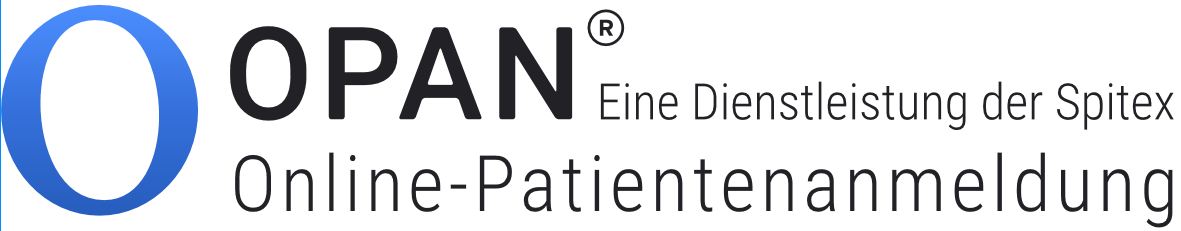 OPAN® Eine Dienstleistung der Spitex
Online-Patientenanmeldung